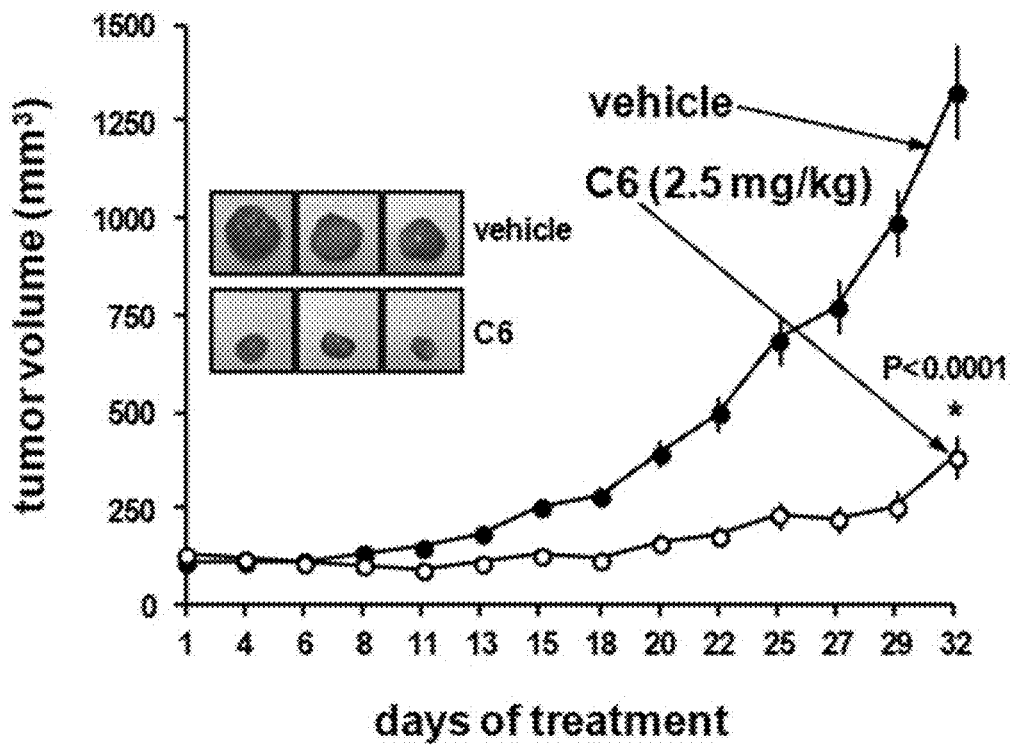 1500
1250
1000
750
500
250
0
tumor volume (mm³)
vehicle
C6 (2.5 mg/kg)
vehicle
C6
P<0.0001
*
1 4 6 8 11 13 15 18 20 22 25 27 29 32
days of treatment